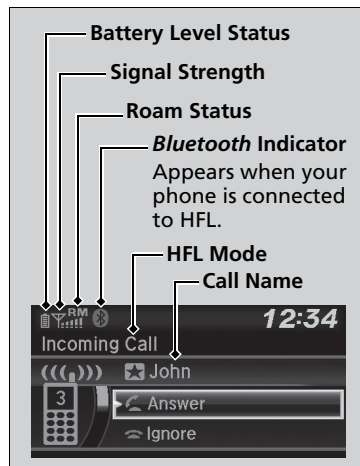 Battery Level Status
Signal Strength
Roam Status
Bluetooth Indicator
Appears when your
phone is connected
to HFL.
HFL Mode
Call Name
RM 12:34
Incoming Call
John
3
Answer
Ignore